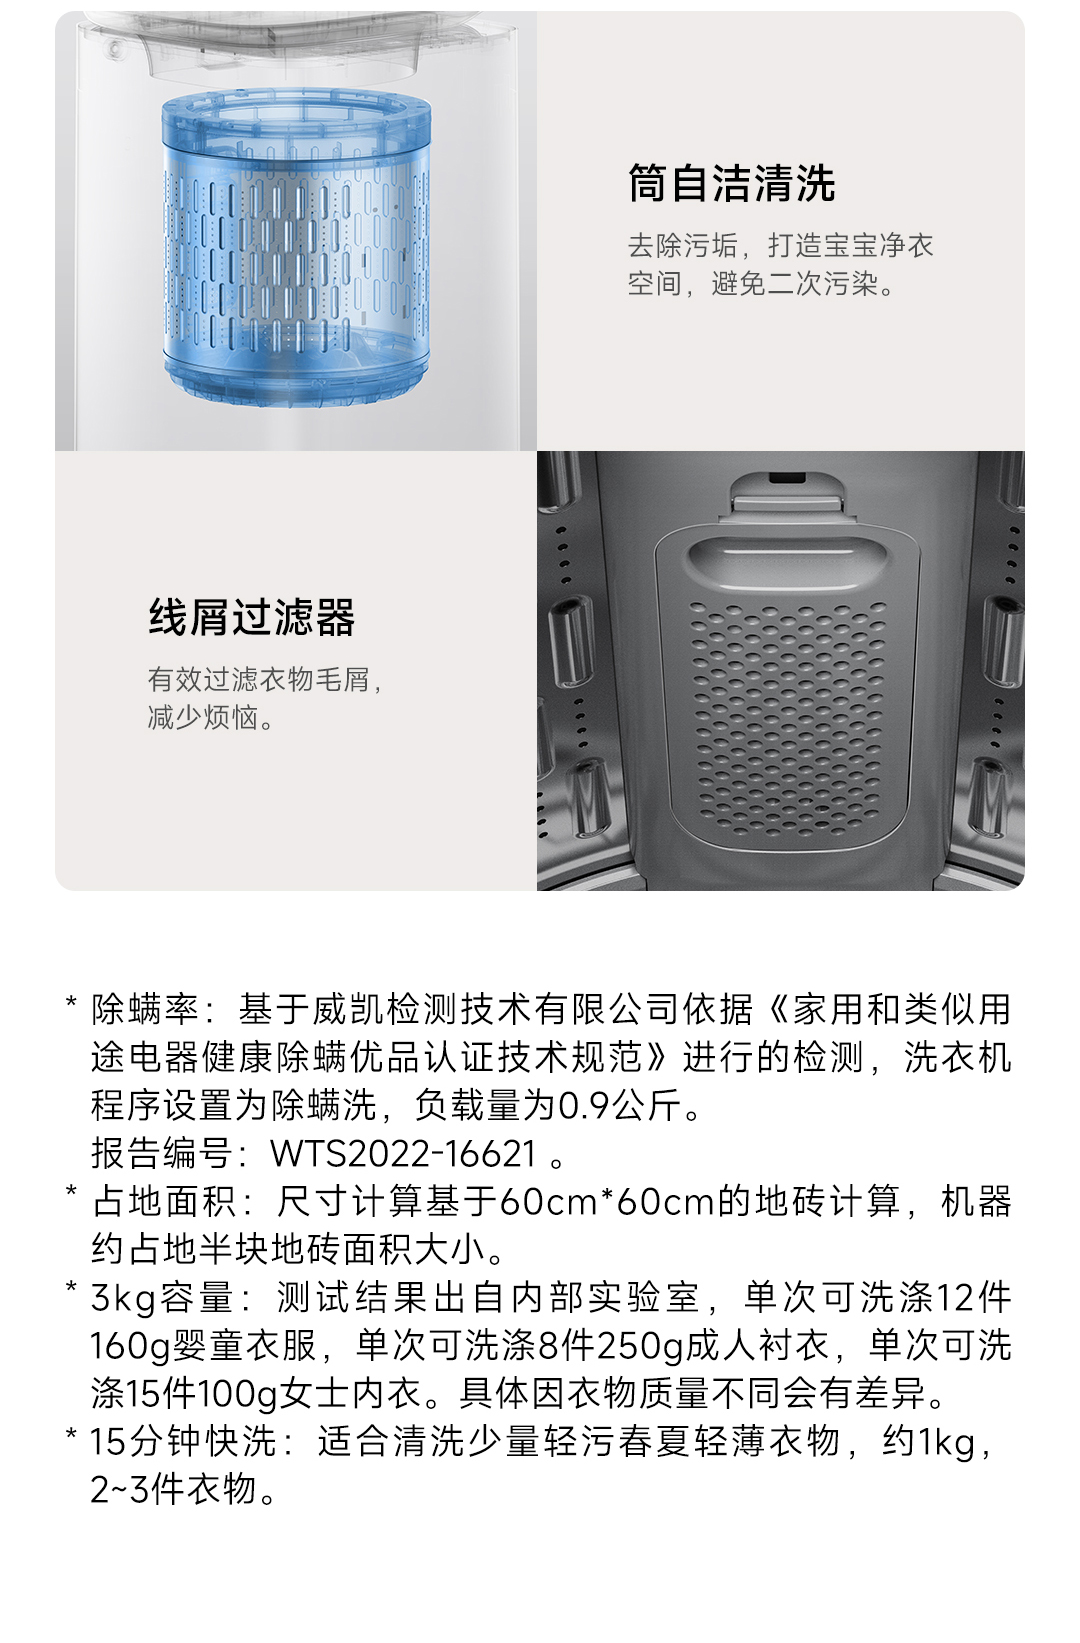 筒自洁清洗
去除污垢，打造宝宝净衣
空间，避免二次污染。
线屑过滤器
有效过滤衣物毛屑，
减少烦恼。
* 除螨率：基于威凯检测技术有限公司依据《家用和类似用
途电器健康除螨优品认证技术规范》进行的检测，洗衣机
程序设置为除螨洗，负载量为0.9公斤。
报告编号：WTS2022-16621 。
* 占地面积：尺寸计算基于60cm*60cm的地砖计算，机器
约占地半块地砖面积大小。
* 3kg容量：测试结果出自内部实验室，单次可洗涤12件
160g婴童衣服，单次可洗涤8件250g成人衬衣，单次可洗
涤15件100g女士内衣。具体因衣物质量不同会有差异。
* 15分钟快洗：适合清洗少量轻污春夏轻薄衣物，约1kg，
2~3件衣物。